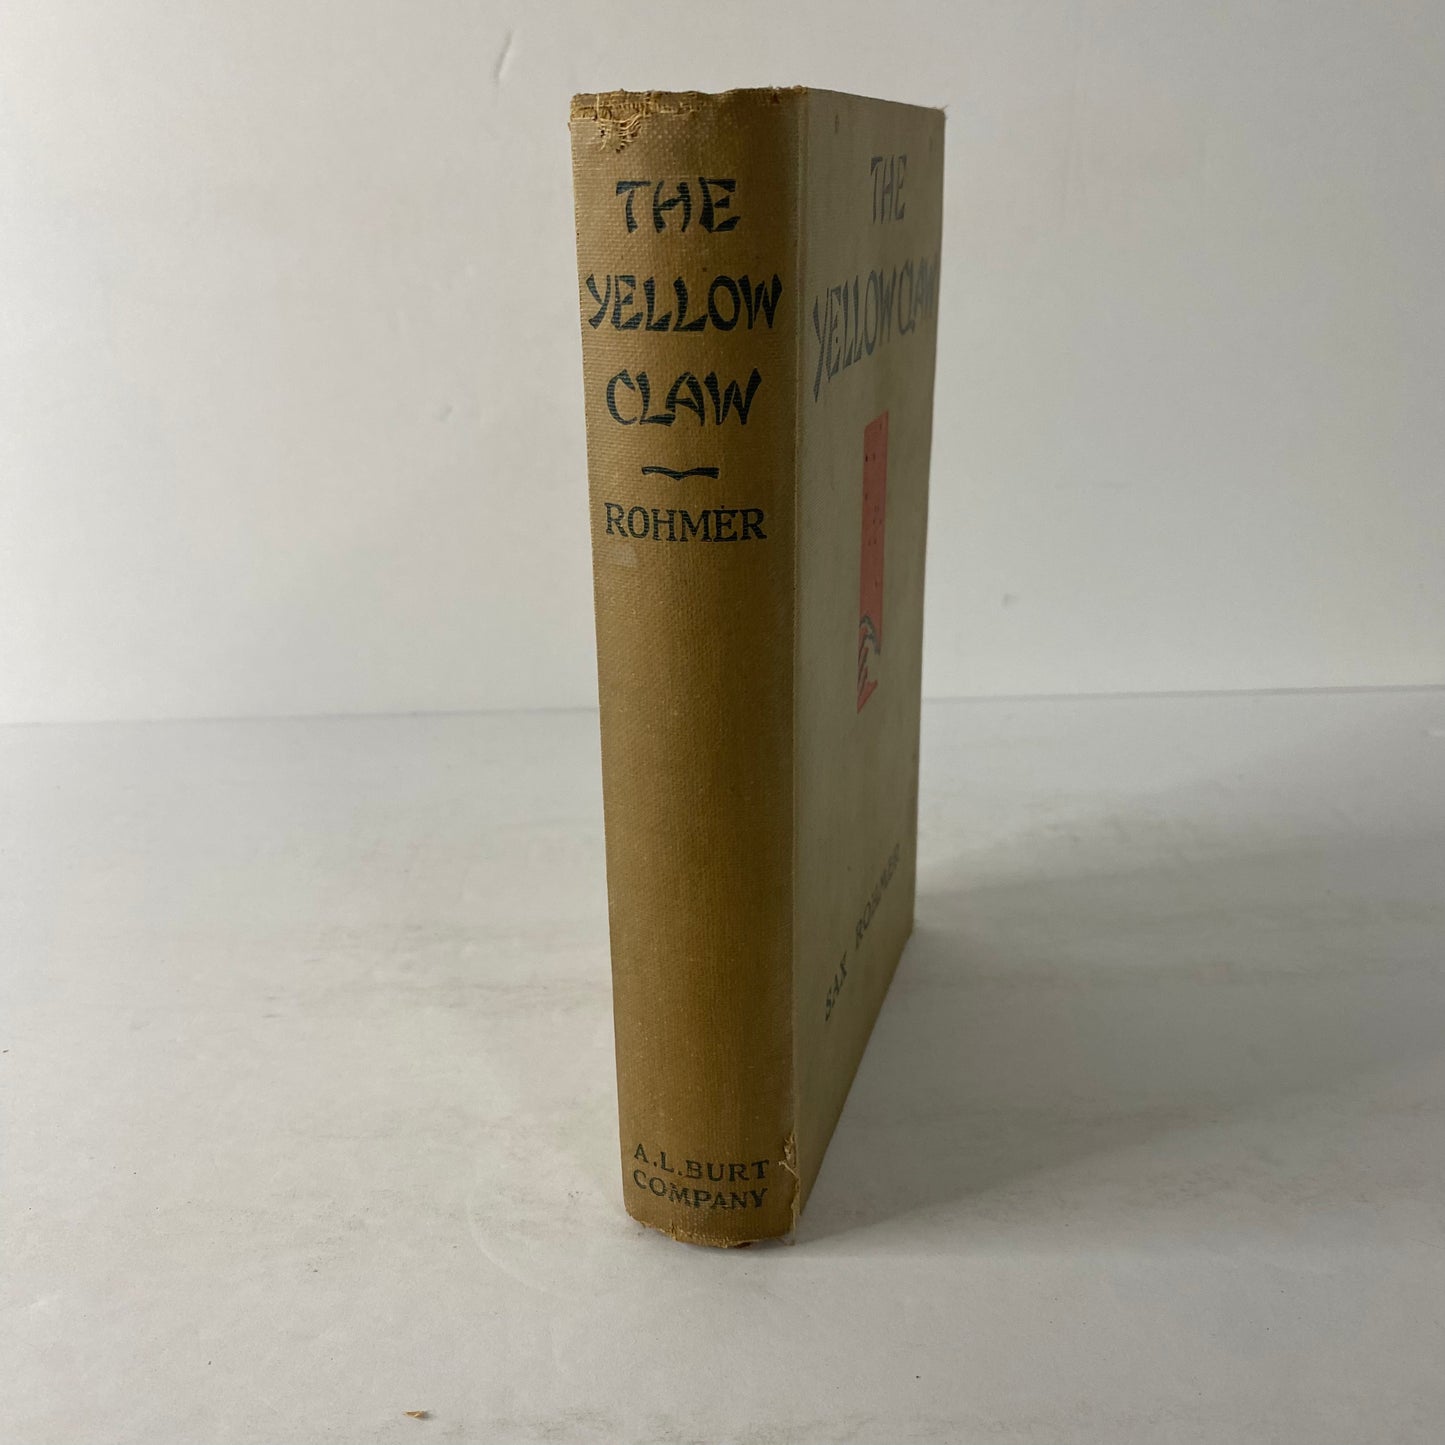 THE
YELLOW
CLAW
ROHMER
A.L.BURT
COMPANY
THE
YELLOW CLAW
SAX ROHMER